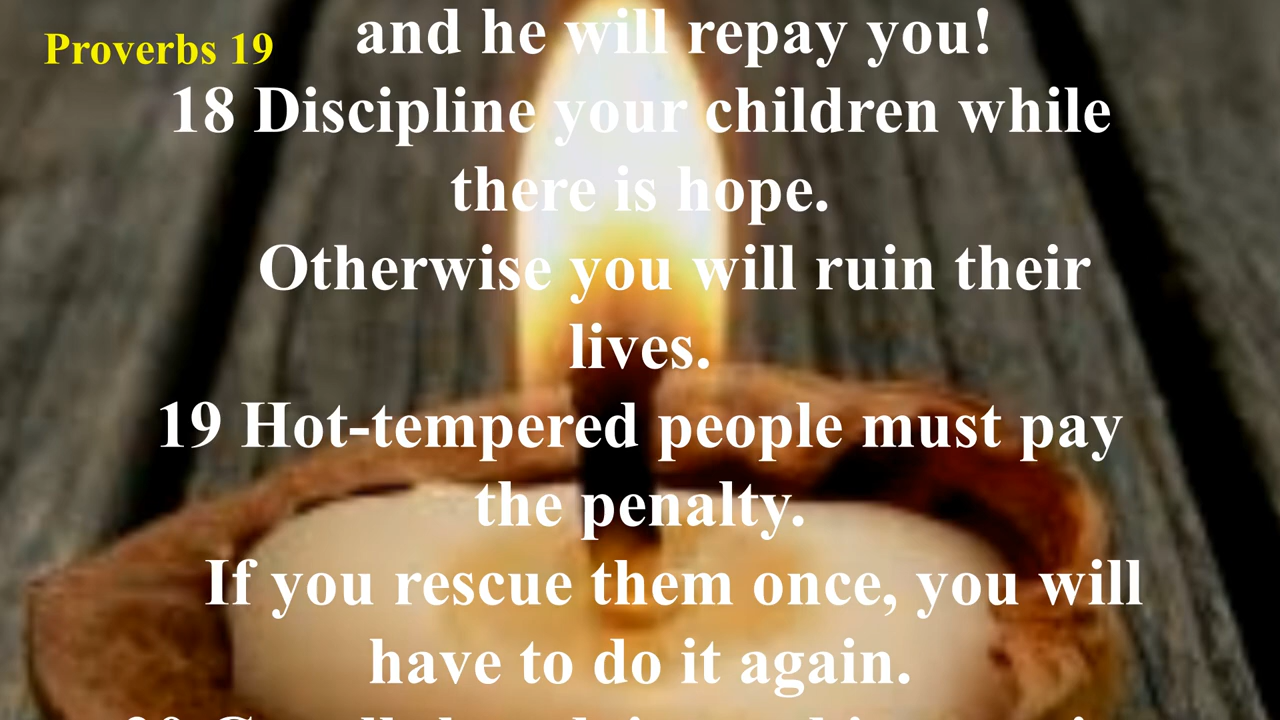 Proverbs 19
and he will repay you!
18 Discipline your children while
there is hope.
Otherwise you will ruin their
lives.
19 Hot-tempered people must pay
the penalty.
If you rescue them once, you will
have to do it again.
20